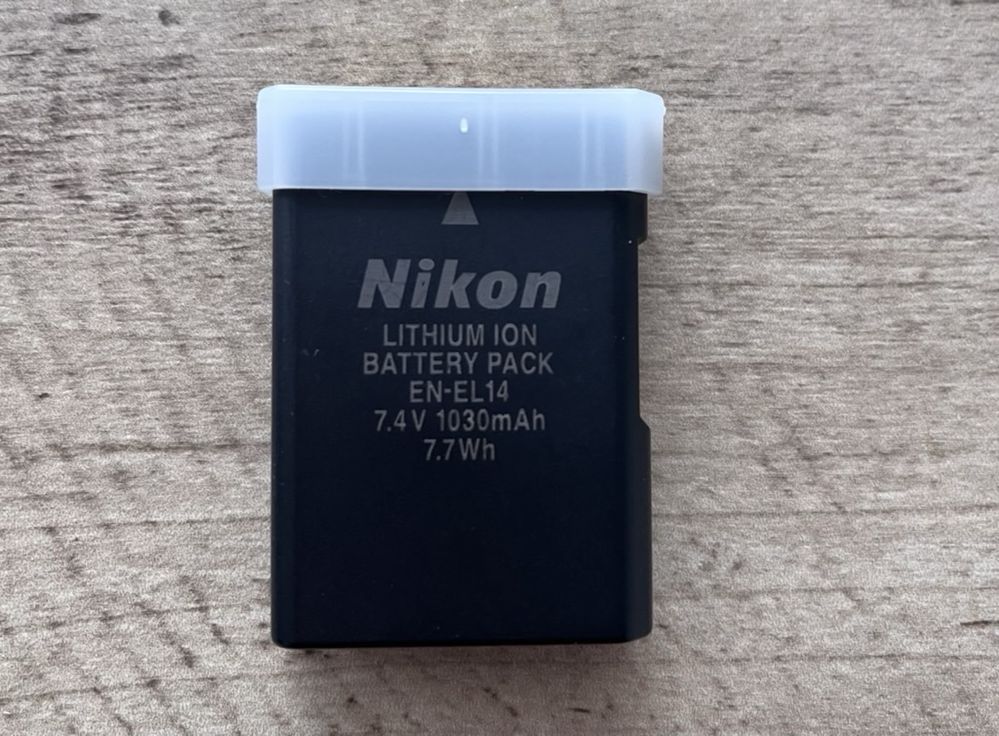 Nikon
LITHIUM ION
BATTERY PACK
EN-EL14
7.4V 1030mAh
7.7Wh